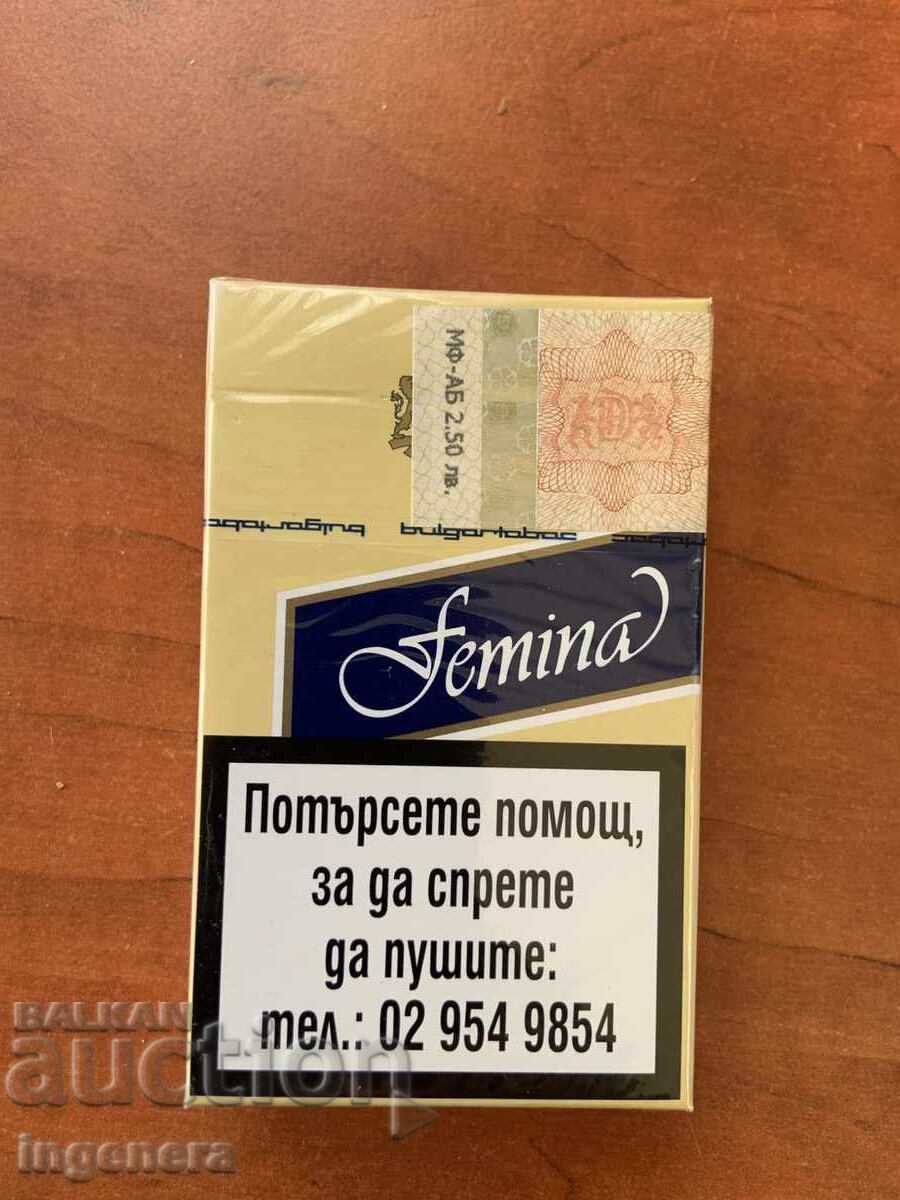 МФ-АБ 2.50 лв.
bulgartabac bulgartabac
Femina
Потърсете помощ,
за да спрете
да пушите:
тел.: 02 954 9854
BALKAN
auction
ingenera